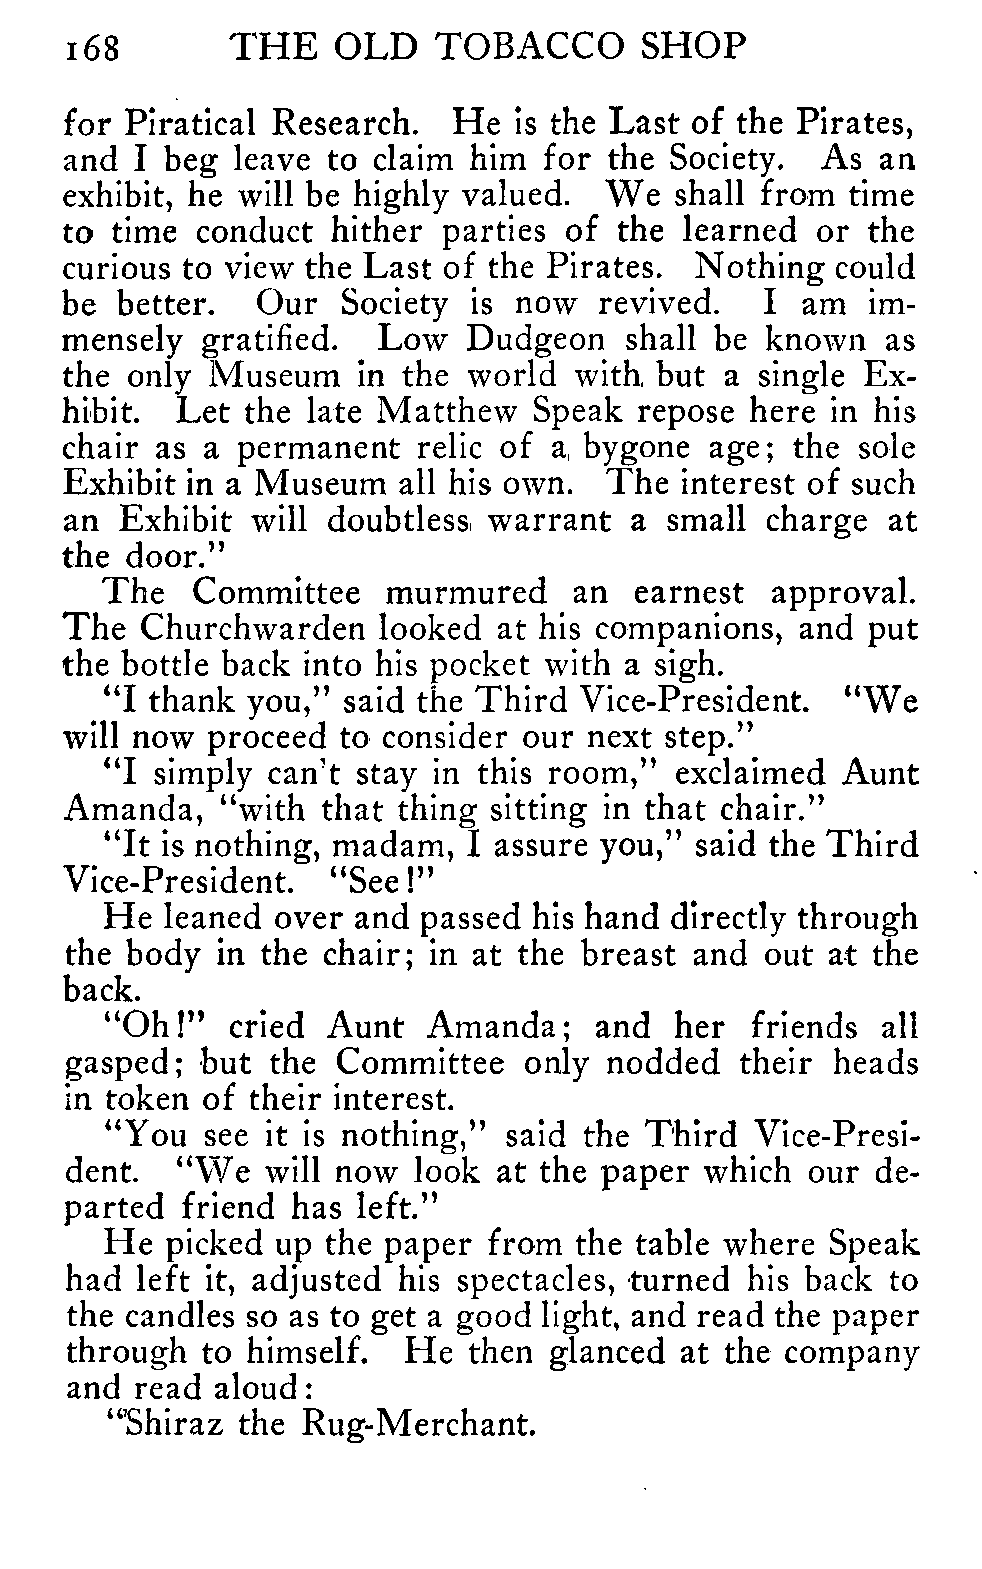 168 THE OLD TOBACCO SHOP
for Piratical Research. He is the Last of the Pirates,
and I beg leave to claim him for the Society. As an
exhibit, he will be highly valued. We shall from time
to time conduct hither parties of the learned or the
curious to view the Last of the Pirates. Nothing could
be better. Our Society is now revived. I am im-
mensely gratified. Low Dudgeon shall be known as
the only Museum in the world with but a single Ex-
hibit. Let the late Matthew Speak repose here in his
chair as a permanent relic of a bygone age; the sole
Exhibit in a Museum all his own. The interest of such
an Exhibit will doubtless warrant a small charge at
the door."
The Committee murmured an earnest approval.
The Churchwarden looked at his companions, and put
the bottle back into his pocket with a sigh.
"I thank you," said the Third Vice-President. "We
will now proceed to consider our next step."
"I simply can't stay in this room," exclaimed Aunt
Amanda, "with that thing sitting in that chair."
"It is nothing, madam, I assure you," said the Third
Vice-President. "See!"
He leaned over and passed his hand directly through
the body in the chair; in at the breast and out at the
back.
"Oh!" cried Aunt Amanda; and her friends all
gasped; but the Committee only nodded their heads
in token of their interest.
"You see it is nothing," said the Third Vice-Presi-
dent. "We will now look at the paper which our de-
parted friend has left."
He picked up the paper from the table where Speak
had left it, adjusted his spectacles, turned his back to
the candles so as to get a good light, and read the paper
through to himself. He then glanced at the company
and read aloud:
"'Shiraz the Rug-Merchant.